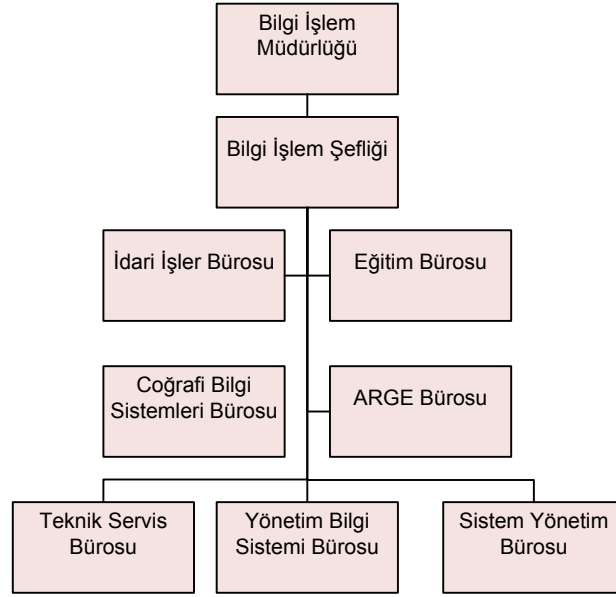 Bilgi İşlem
Müdürlüğü
Bilgi İşlem Şefliği
İdari İşler Bürosu
Eğitim Bürosu
Coğrafi Bilgi
Sistemleri Bürosu
ARGE Bürosu
Teknik Servis
Bürosu
Yönetim Bilgi
Sistemi Bürosu
Sistem Yönetim
Bürosu